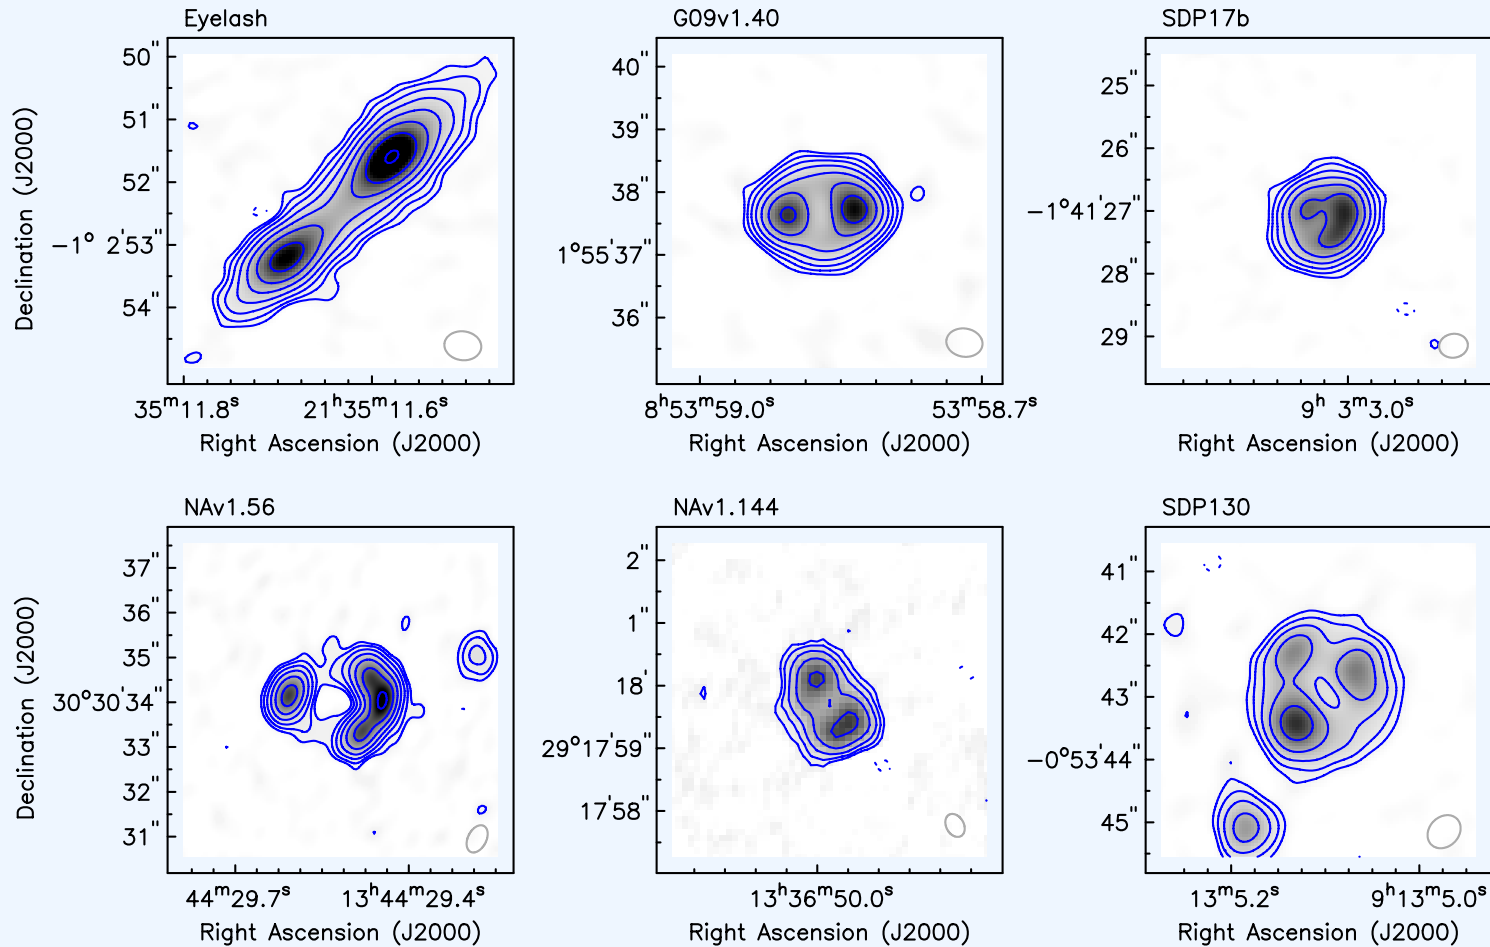 Eyelash
G09v1.40
SDP17b
50"
51"
52"
−1° 2'53"
54"
Declination (J2000)
35ᵐ11.8ˢ
21ʰ35ᵐ11.6ˢ
Right Ascension (J2000)
40"
39"
38"
1°55'37"
36"
8ʰ53ᵐ59.0ˢ
53ᵐ58.7ˢ
Right Ascension (J2000)
25"
26"
−1°41'27"
28"
29"
9ʰ 3ᵐ3.0ˢ
Right Ascension (J2000)
NAv1.56
NAv1.144
SDP130
37"
36"
35"
30°30'34"
33"
32"
31"
Declination (J2000)
44ᵐ29.7ˢ
13ʰ44ᵐ29.4ˢ
Right Ascension (J2000)
2"
1"
18'
29°17'59"
17'58"
13ʰ36ᵐ50.0ˢ
Right Ascension (J2000)
41"
42"
43"
−0°53'44"
45"
13ᵐ5.2ˢ
9ʰ13ᵐ5.0ˢ
Right Ascension (J2000)